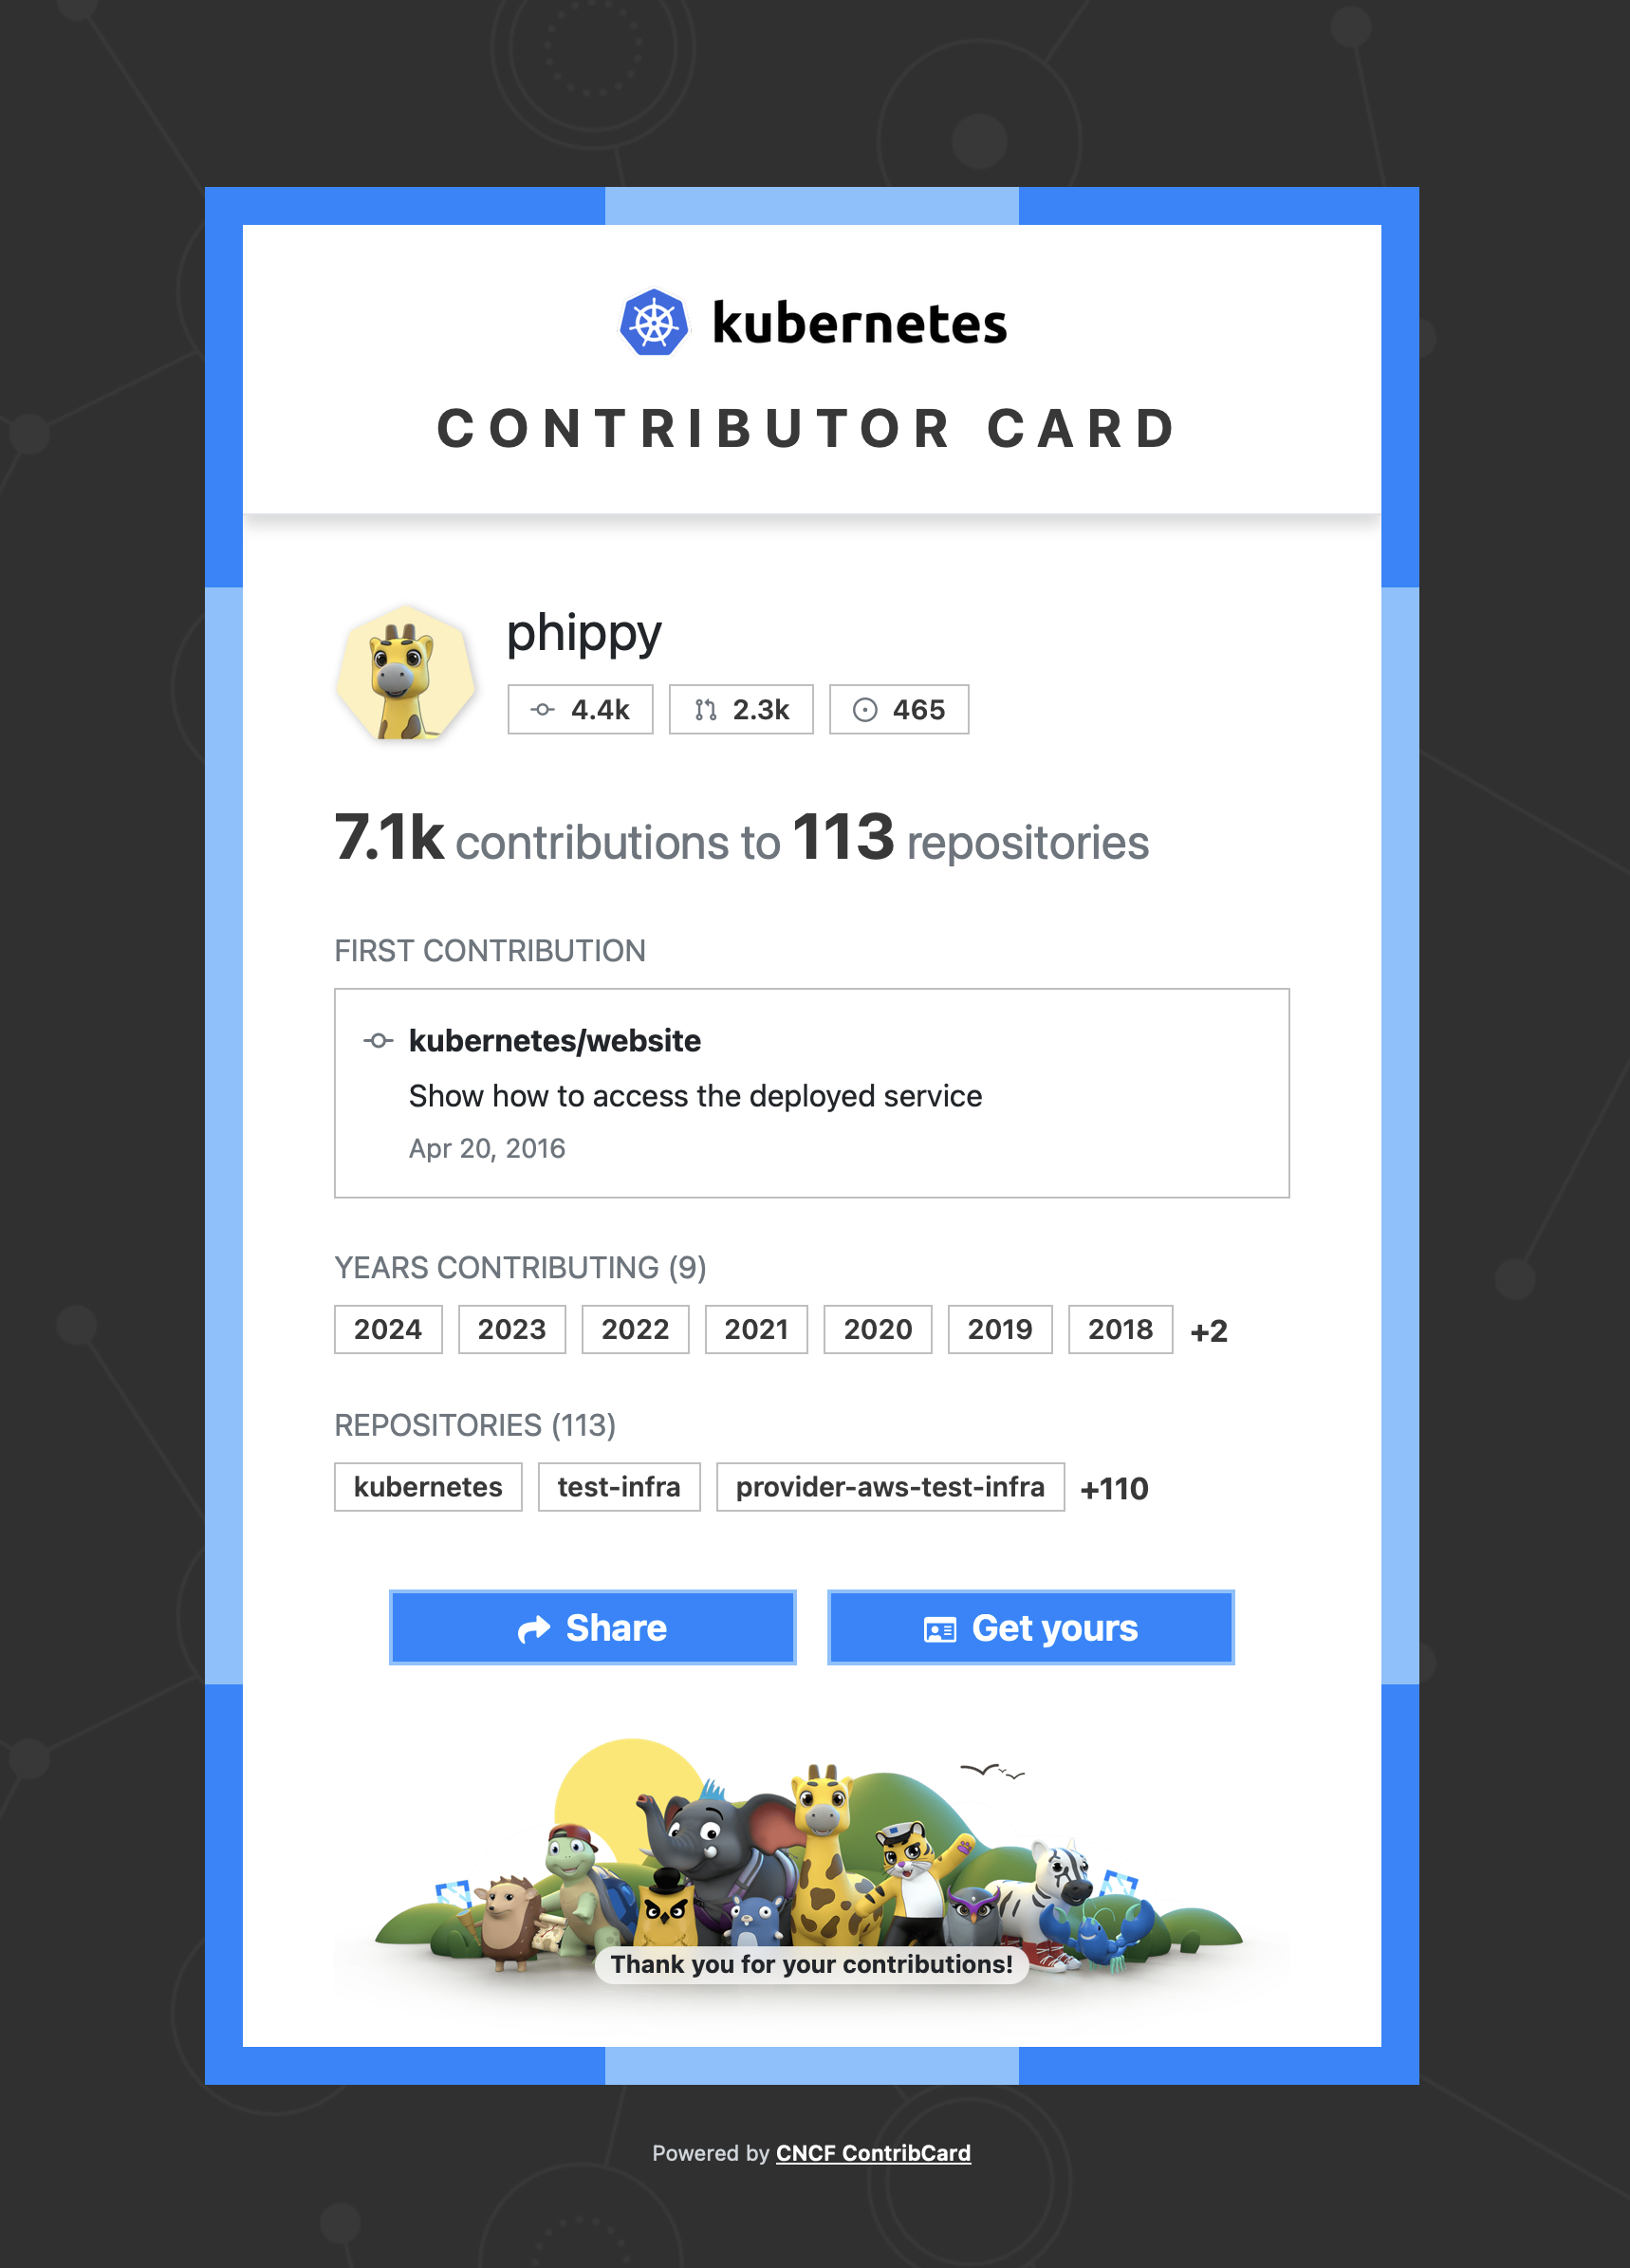 kubernetes
CONTRIBUTOR CARD
phippy
4.4k 2.3k 465
7.1k contributions to 113 repositories
FIRST CONTRIBUTION
kubernetes/website
Show how to access the deployed service
Apr 20, 2016
YEARS CONTRIBUTING (9)
2024 2023 2022 2021 2020 2019 2018 +2
REPOSITORIES (113)
kubernetes test-infra provider-aws-test-infra +110
Share Get yours
Thank you for your contributions!
Powered by CNCF ContribCard